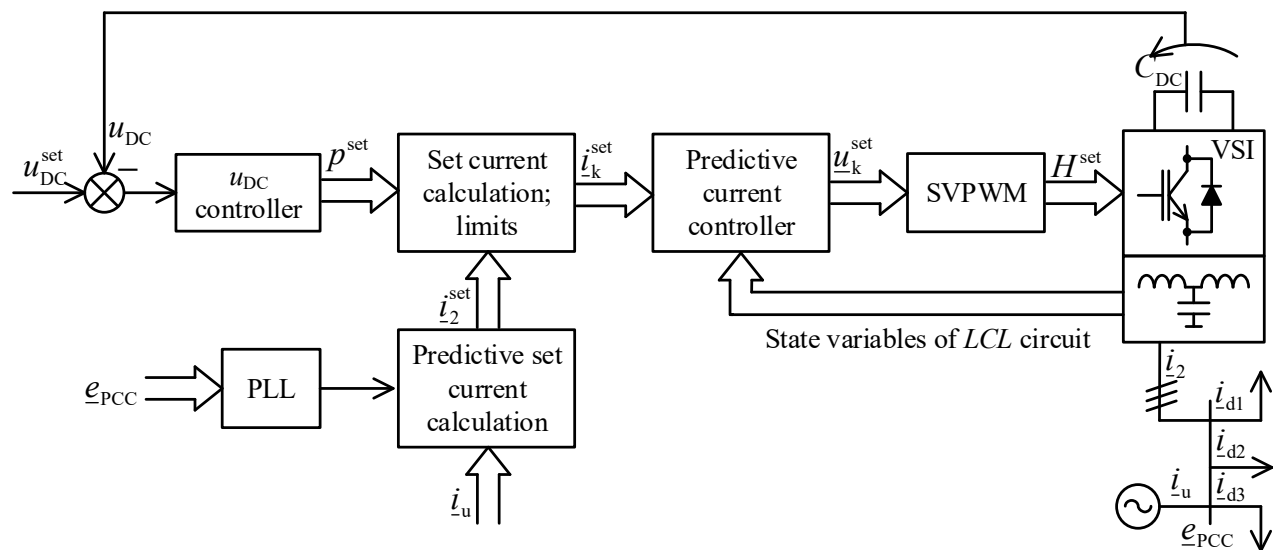 C_DC
u_DC
VSI
u_DC^set
−
u_DC
controller
p^set
Set current
calculation;
limits
i_k^set
Predictive
current
controller
u_k^set
SVPWM
H^set
i_2^set
State variables of LCL circuit
e_PCC
PLL
Predictive set
current
calculation
i_2
i_d1
i_d2
i_u
i_d3
i_u
e_PCC